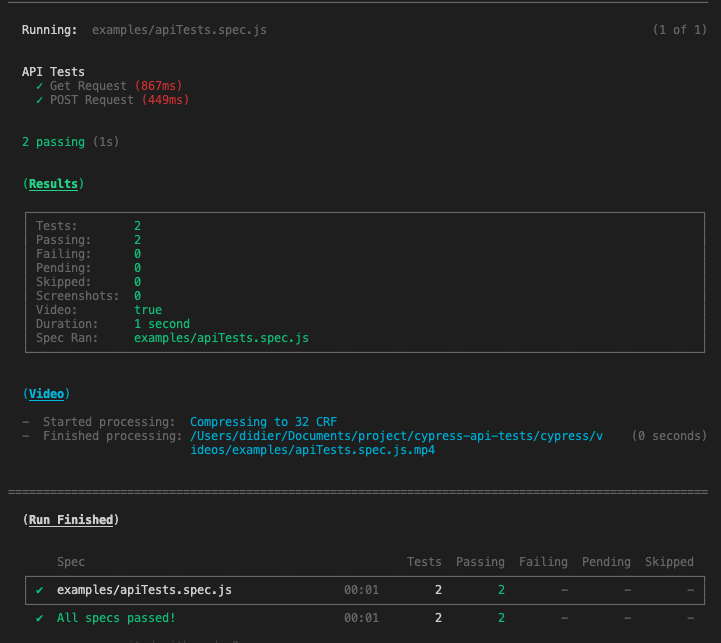 Running:  examples/apiTests.spec.js (1 of 1)
API Tests
✓ Get Request (867ms)
✓ POST Request (449ms)
2 passing (1s)
(Results)
Tests: 2
Passing: 2
Failing: 0
Pending: 0
Skipped: 0
Screenshots: 0
Video: true
Duration: 1 second
Spec Ran: examples/apiTests.spec.js
(Video)
- Started processing: Compressing to 32 CRF
- Finished processing: /Users/didier/Documents/project/cypress-api-tests/cypress/v (0 seconds)
ideos/examples/apiTests.spec.js.mp4
(Run Finished)
Spec Tests Passing Failing Pending Skipped
✔ examples/apiTests.spec.js 00:01 2 2 - - -
✔ All specs passed! 00:01 2 2 - - -